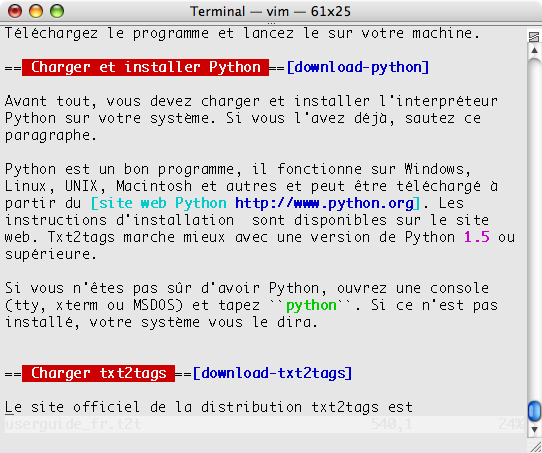 Terminal — vim — 61x25
Téléchargez le programme et lancez le sur votre machine.
== Charger et installer Python ==[download-python]
Avant tout, vous devez charger et installer l'interpréteur
Python sur votre système. Si vous l'avez déjà, sautez ce
paragraphe.
Python est un bon programme, il fonctionne sur Windows,
Linux, UNIX, Macintosh et autres et peut être téléchargé à
partir du [site web Python http://www.python.org]. Les
instructions d'installation  sont disponibles sur le site
web. Txt2tags marche mieux avec une version de Python 1.5 ou
supérieure.
Si vous n'êtes pas sûr d'avoir Python, ouvrez une console
(tty, xterm ou MSDOS) et tapez ``python``. Si ce n'est pas
installé, votre système vous le dira.
== Charger txt2tags ==[download-txt2tags]
Le site officiel de la distribution txt2tags est
userguide_fr.t2t 540,1 24%